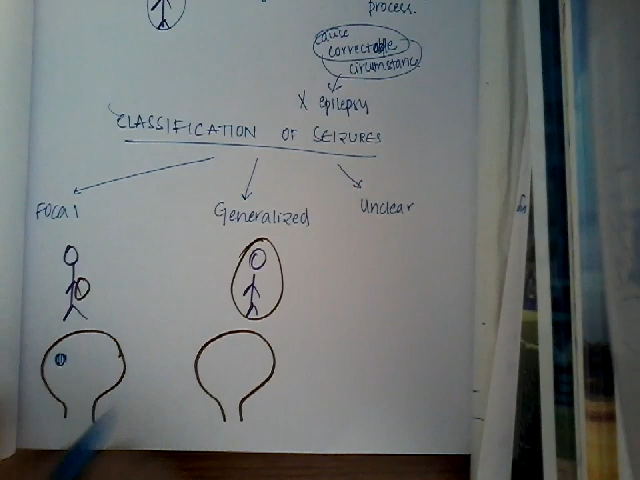 process.
cause
correctable
circumstance
X epilepsy
CLASSIFICATION OF SEIZURES
Focal
Generalized
Unclear